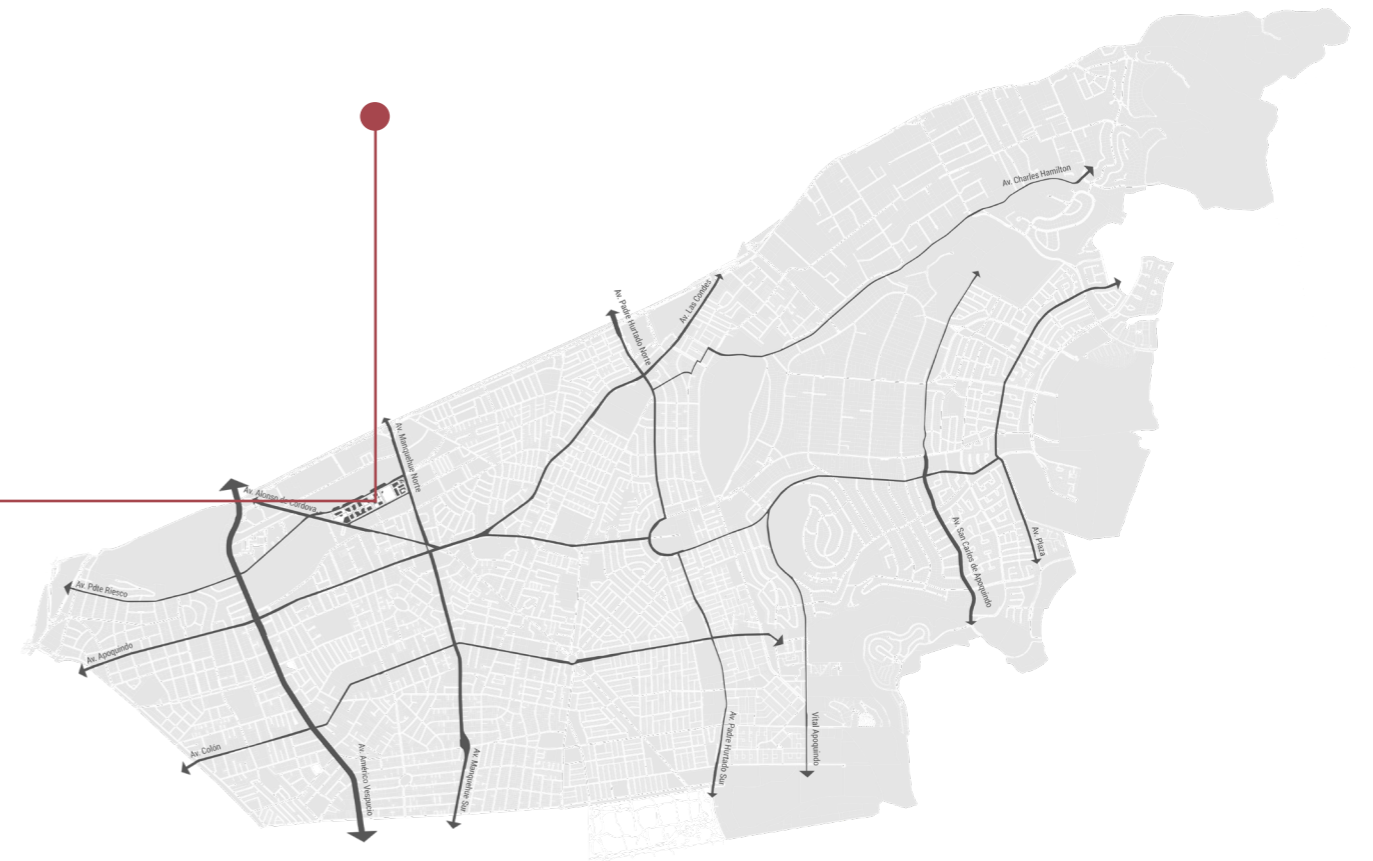 Av. Charles Hamilton
Av. Las Condes
Av. Padre Hurtado Norte
Av. Manquehue Norte
Av. Alonso de Córdova
Av. Pdte Riesco
Av. Apoquindo
Av. San Carlos de Apoquindo
Av. Plaza
Av. Colón
Av. Américo Vespucio
Av. Manquehue Sur
Av. Padre Hurtado Sur
Vital Apoquindo